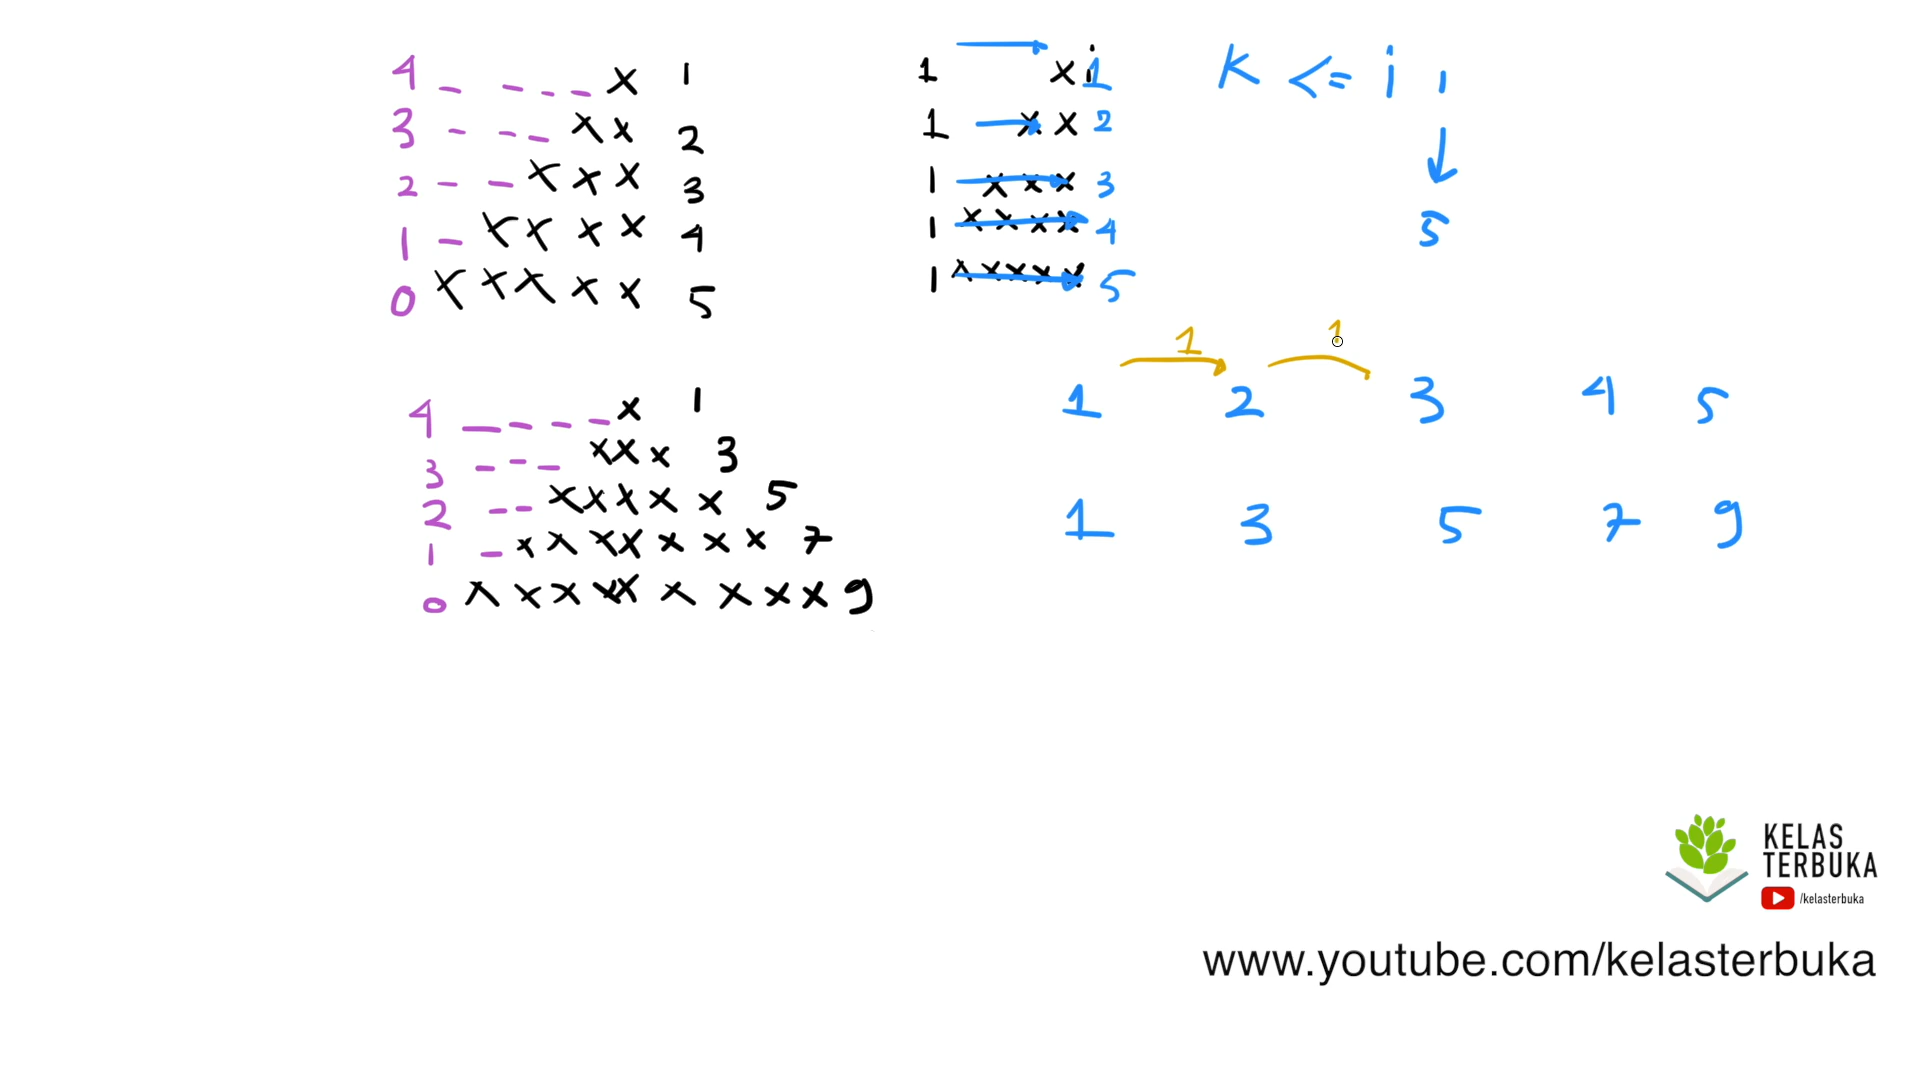 4 _ _ _ _ x 1
3 - - - x x 2
2 - - x x x 3
1 - x x x x 4
0 x x x x x 5
1 x i 1
1 x x 2
1 x x x 3
1 x x x x 4
1 x x x x x 5
K <= i 1
5
1 1
1 2 3 4 5
1 3 5 7 9
4 _ _ _ _ x 1
3 - - - x x x 3
2 - - x x x x x 5
1 - x x x x x x x 7
0 x x x x x x x x x 9
KELAS
TERBUKA
/kelasterbuka
www.youtube.com/kelasterbuka